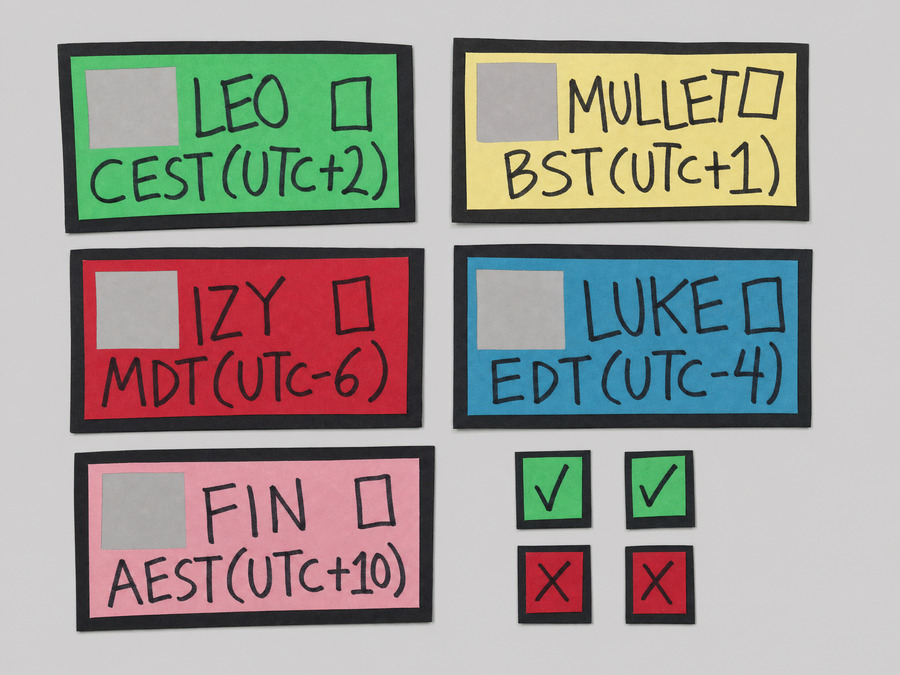 LEO
CEST (UTC+2)
MULLET
BST (UTC+1)
IZY
MDT (UTC-6)
LUKE
EDT (UTC-4)
FIN
AEST (UTC+10)
✓ ✓
X X